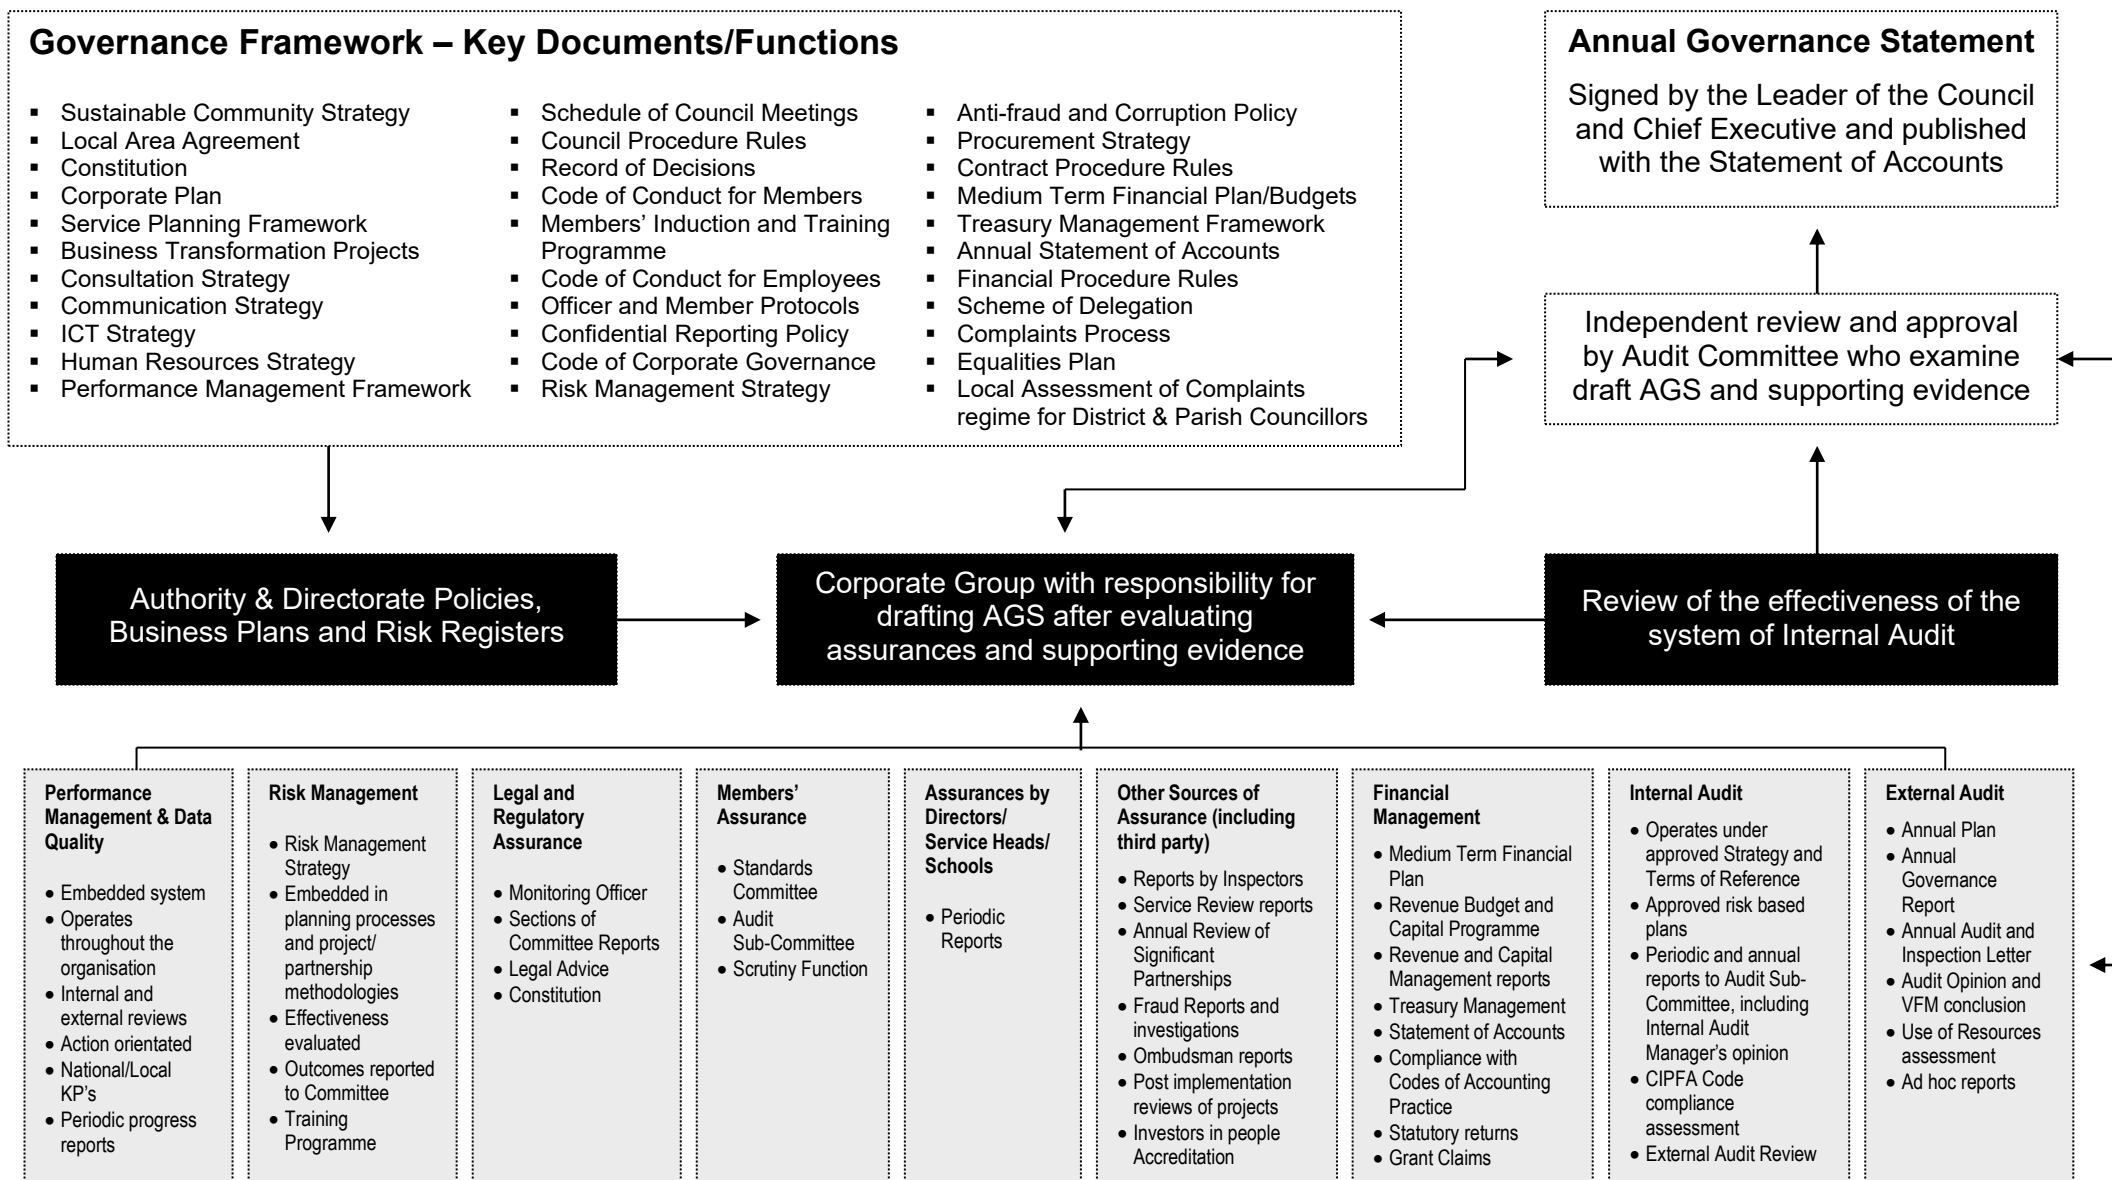 Governance Framework – Key Documents/Functions
▪ Sustainable Community Strategy
▪ Local Area Agreement
▪ Constitution
▪ Corporate Plan
▪ Service Planning Framework
▪ Business Transformation Projects
▪ Consultation Strategy
▪ Communication Strategy
▪ ICT Strategy
▪ Human Resources Strategy
▪ Performance Management Framework
▪ Schedule of Council Meetings
▪ Council Procedure Rules
▪ Record of Decisions
▪ Code of Conduct for Members
▪ Members’ Induction and Training
Programme
▪ Code of Conduct for Employees
▪ Officer and Member Protocols
▪ Confidential Reporting Policy
▪ Code of Corporate Governance
▪ Risk Management Strategy
▪ Anti-fraud and Corruption Policy
▪ Procurement Strategy
▪ Contract Procedure Rules
▪ Medium Term Financial Plan/Budgets
▪ Treasury Management Framework
▪ Annual Statement of Accounts
▪ Financial Procedure Rules
▪ Scheme of Delegation
▪ Complaints Process
▪ Equalities Plan
▪ Local Assessment of Complaints
regime for District & Parish Councillors
Annual Governance Statement
Signed by the Leader of the Council
and Chief Executive and published
with the Statement of Accounts
Independent review and approval
by Audit Committee who examine
draft AGS and supporting evidence
Authority & Directorate Policies,
Business Plans and Risk Registers
Corporate Group with responsibility for
drafting AGS after evaluating
assurances and supporting evidence
Review of the effectiveness of the
system of Internal Audit
Performance
Management & Data
Quality
• Embedded system
• Operates
throughout the
organisation
• Internal and
external reviews
• Action orientated
• National/Local
KP’s
• Periodic progress
reports
Risk Management
• Risk Management
Strategy
• Embedded in
planning processes
and project/
partnership
methodologies
• Effectiveness
evaluated
• Outcomes reported
to Committee
• Training
Programme
Legal and
Regulatory
Assurance
• Monitoring Officer
• Sections of
Committee Reports
• Legal Advice
• Constitution
Members’
Assurance
• Standards
Committee
• Audit
Sub-Committee
• Scrutiny Function
Assurances by
Directors/
Service Heads/
Schools
• Periodic
Reports
Other Sources of
Assurance (including
third party)
• Reports by Inspectors
• Service Review reports
• Annual Review of
Significant
Partnerships
• Fraud Reports and
investigations
• Ombudsman reports
• Post implementation
reviews of projects
• Investors in people
Accreditation
Financial
Management
• Medium Term Financial
Plan
• Revenue Budget and
Capital Programme
• Revenue and Capital
Management reports
• Treasury Management
• Statement of Accounts
• Compliance with
Codes of Accounting
Practice
• Statutory returns
• Grant Claims
Internal Audit
• Operates under
approved Strategy and
Terms of Reference
• Approved risk based
plans
• Periodic and annual
reports to Audit Sub-
Committee, including
Internal Audit
Manager’s opinion
• CIPFA Code
compliance
assessment
• External Audit Review
External Audit
• Annual Plan
• Annual
Governance
Report
• Annual Audit and
Inspection Letter
• Audit Opinion and
VFM conclusion
• Use of Resources
assessment
• Ad hoc reports